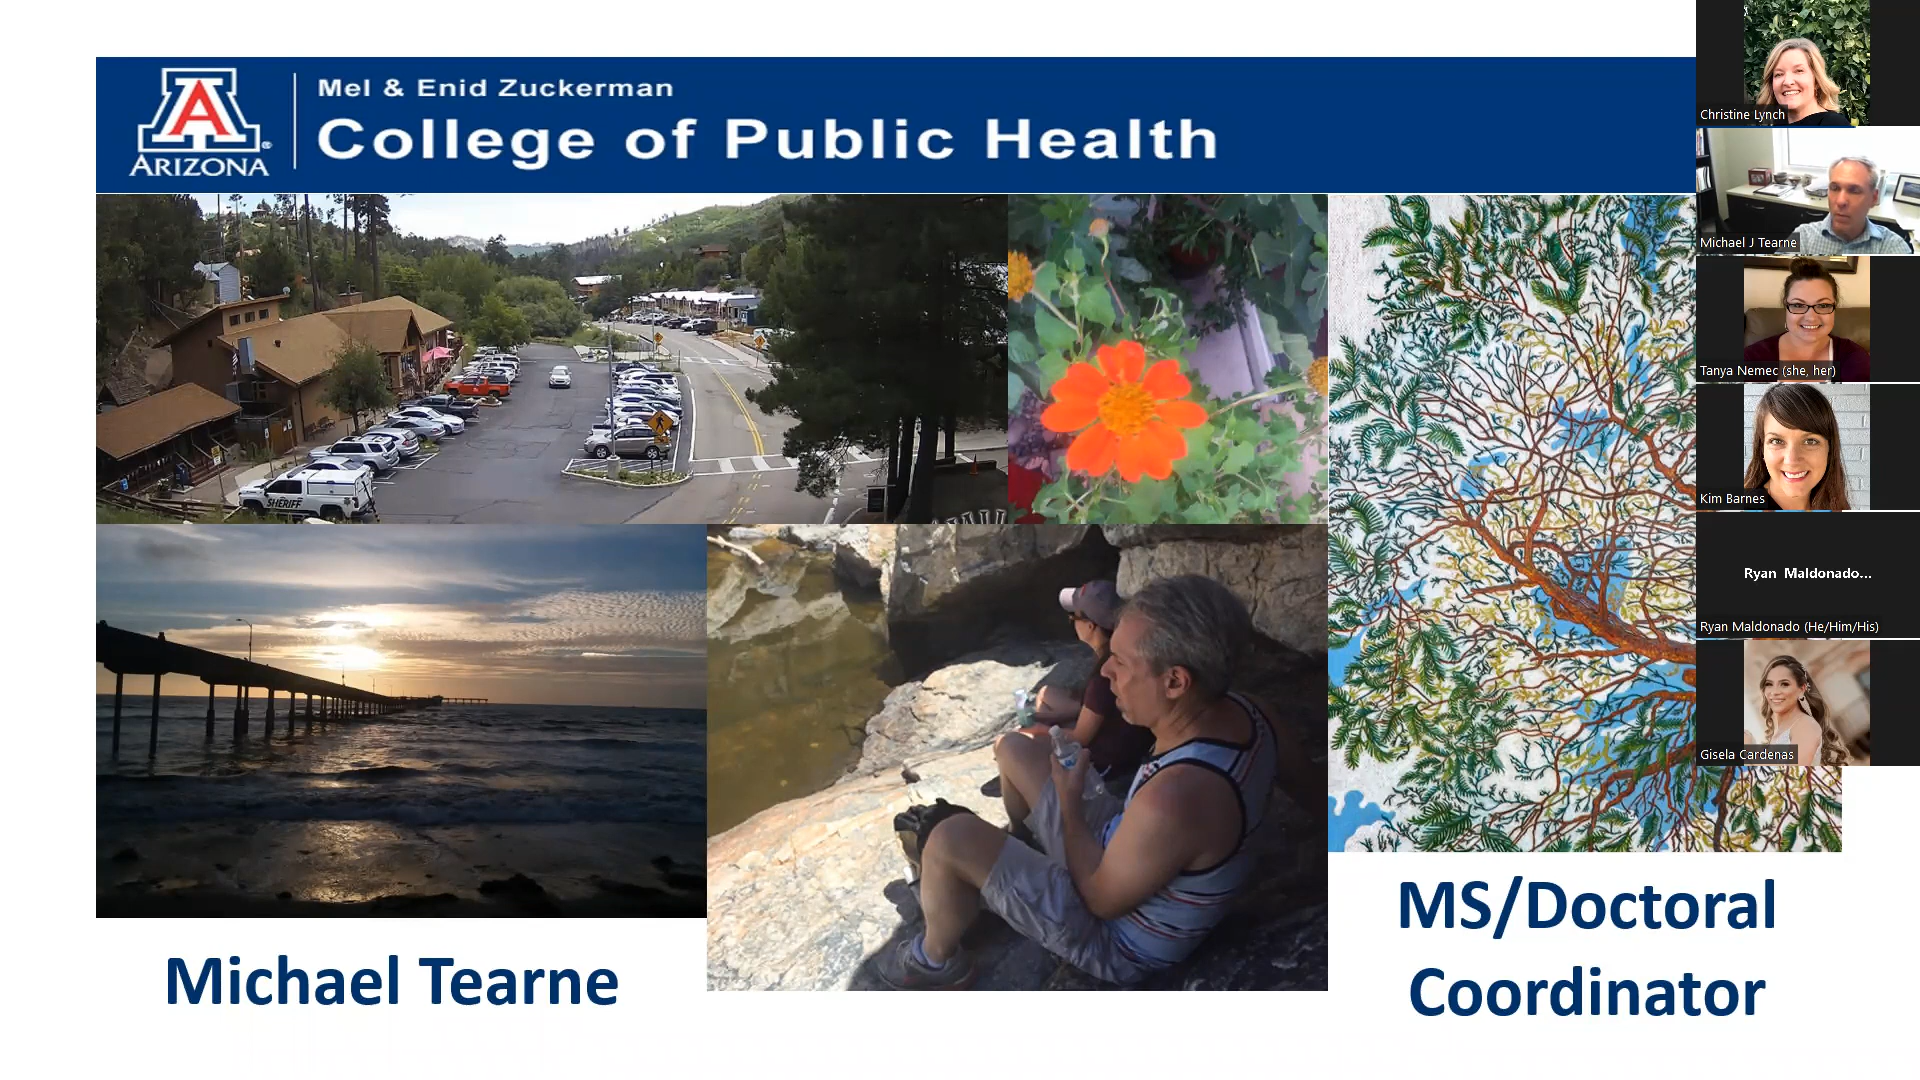 Mel & Enid Zuckerman
College of Public Health
A
ARIZONA
®
SHERIFF
Michael Tearne
MS/Doctoral
Coordinator
Christine Lynch
Michael J Tearne
Tanya Nemec (she, her)
Kim Barnes
Ryan Maldonado...
Ryan Maldonado (He/Him/His)
Gisela Cardenas